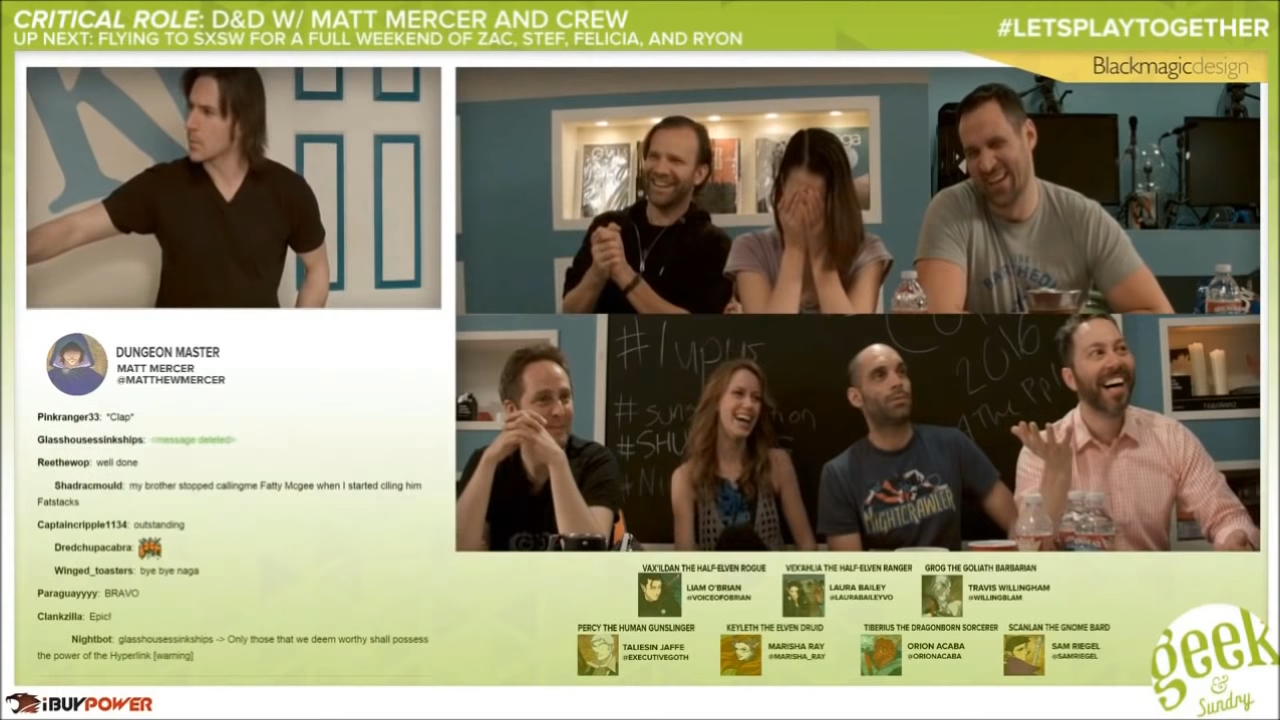 CRITICAL ROLE: D&D W/ MATT MERCER AND CREW
UP NEXT: FLYING TO SXSW FOR A FULL WEEKEND OF ZAC, STEF, FELICIA, AND RYON
#LETSPLAYTOGETHER
Blackmagicdesign
#lupus
2016
NIGHTCRAWLER
DUNGEON MASTER
MATT MERCER
@MATTHEWMERCER
Pinkranger33: *Clap*
Glasshousessinkships: <message deleted>
Reethewop: well done
Shadracmould: my brother stopped callingme Fatty Mcgee when I started clling him
Fatstacks
Captaincripple1134: outstanding
Dredchupacabra:
Winged_toasters: bye bye naga
Paraguayyyy: BRAVO
Clankzilla: Epic!
Nightbot: glasshousessinkships -> Only those that we deem worthy shall possess
the power of the Hyperlink [warning]
VAX'ILDAN THE HALF-ELVEN ROGUE
LIAM O'BRIAN
@VOICEOFOBRIAN
VEX'AHLIA THE HALF-ELVEN RANGER
LAURA BAILEY
@LAURABAILEYVO
GROG THE GOLIATH BARBARIAN
TRAVIS WILLINGHAM
@WILLINGBLAM
PERCY THE HUMAN GUNSLINGER
TALIESIN JAFFE
@EXECUTIVEGOTH
KEYLETH THE ELVEN DRUID
MARISHA RAY
@MARISHA_RAY
TIBERIUS THE DRAGONBORN SORCERER
ORION ACABA
@ORIONACABA
SCANLAN THE GNOME BARD
SAM RIEGEL
@SAMRIEGEL
geek
&
Sundry
iBUYPOWER